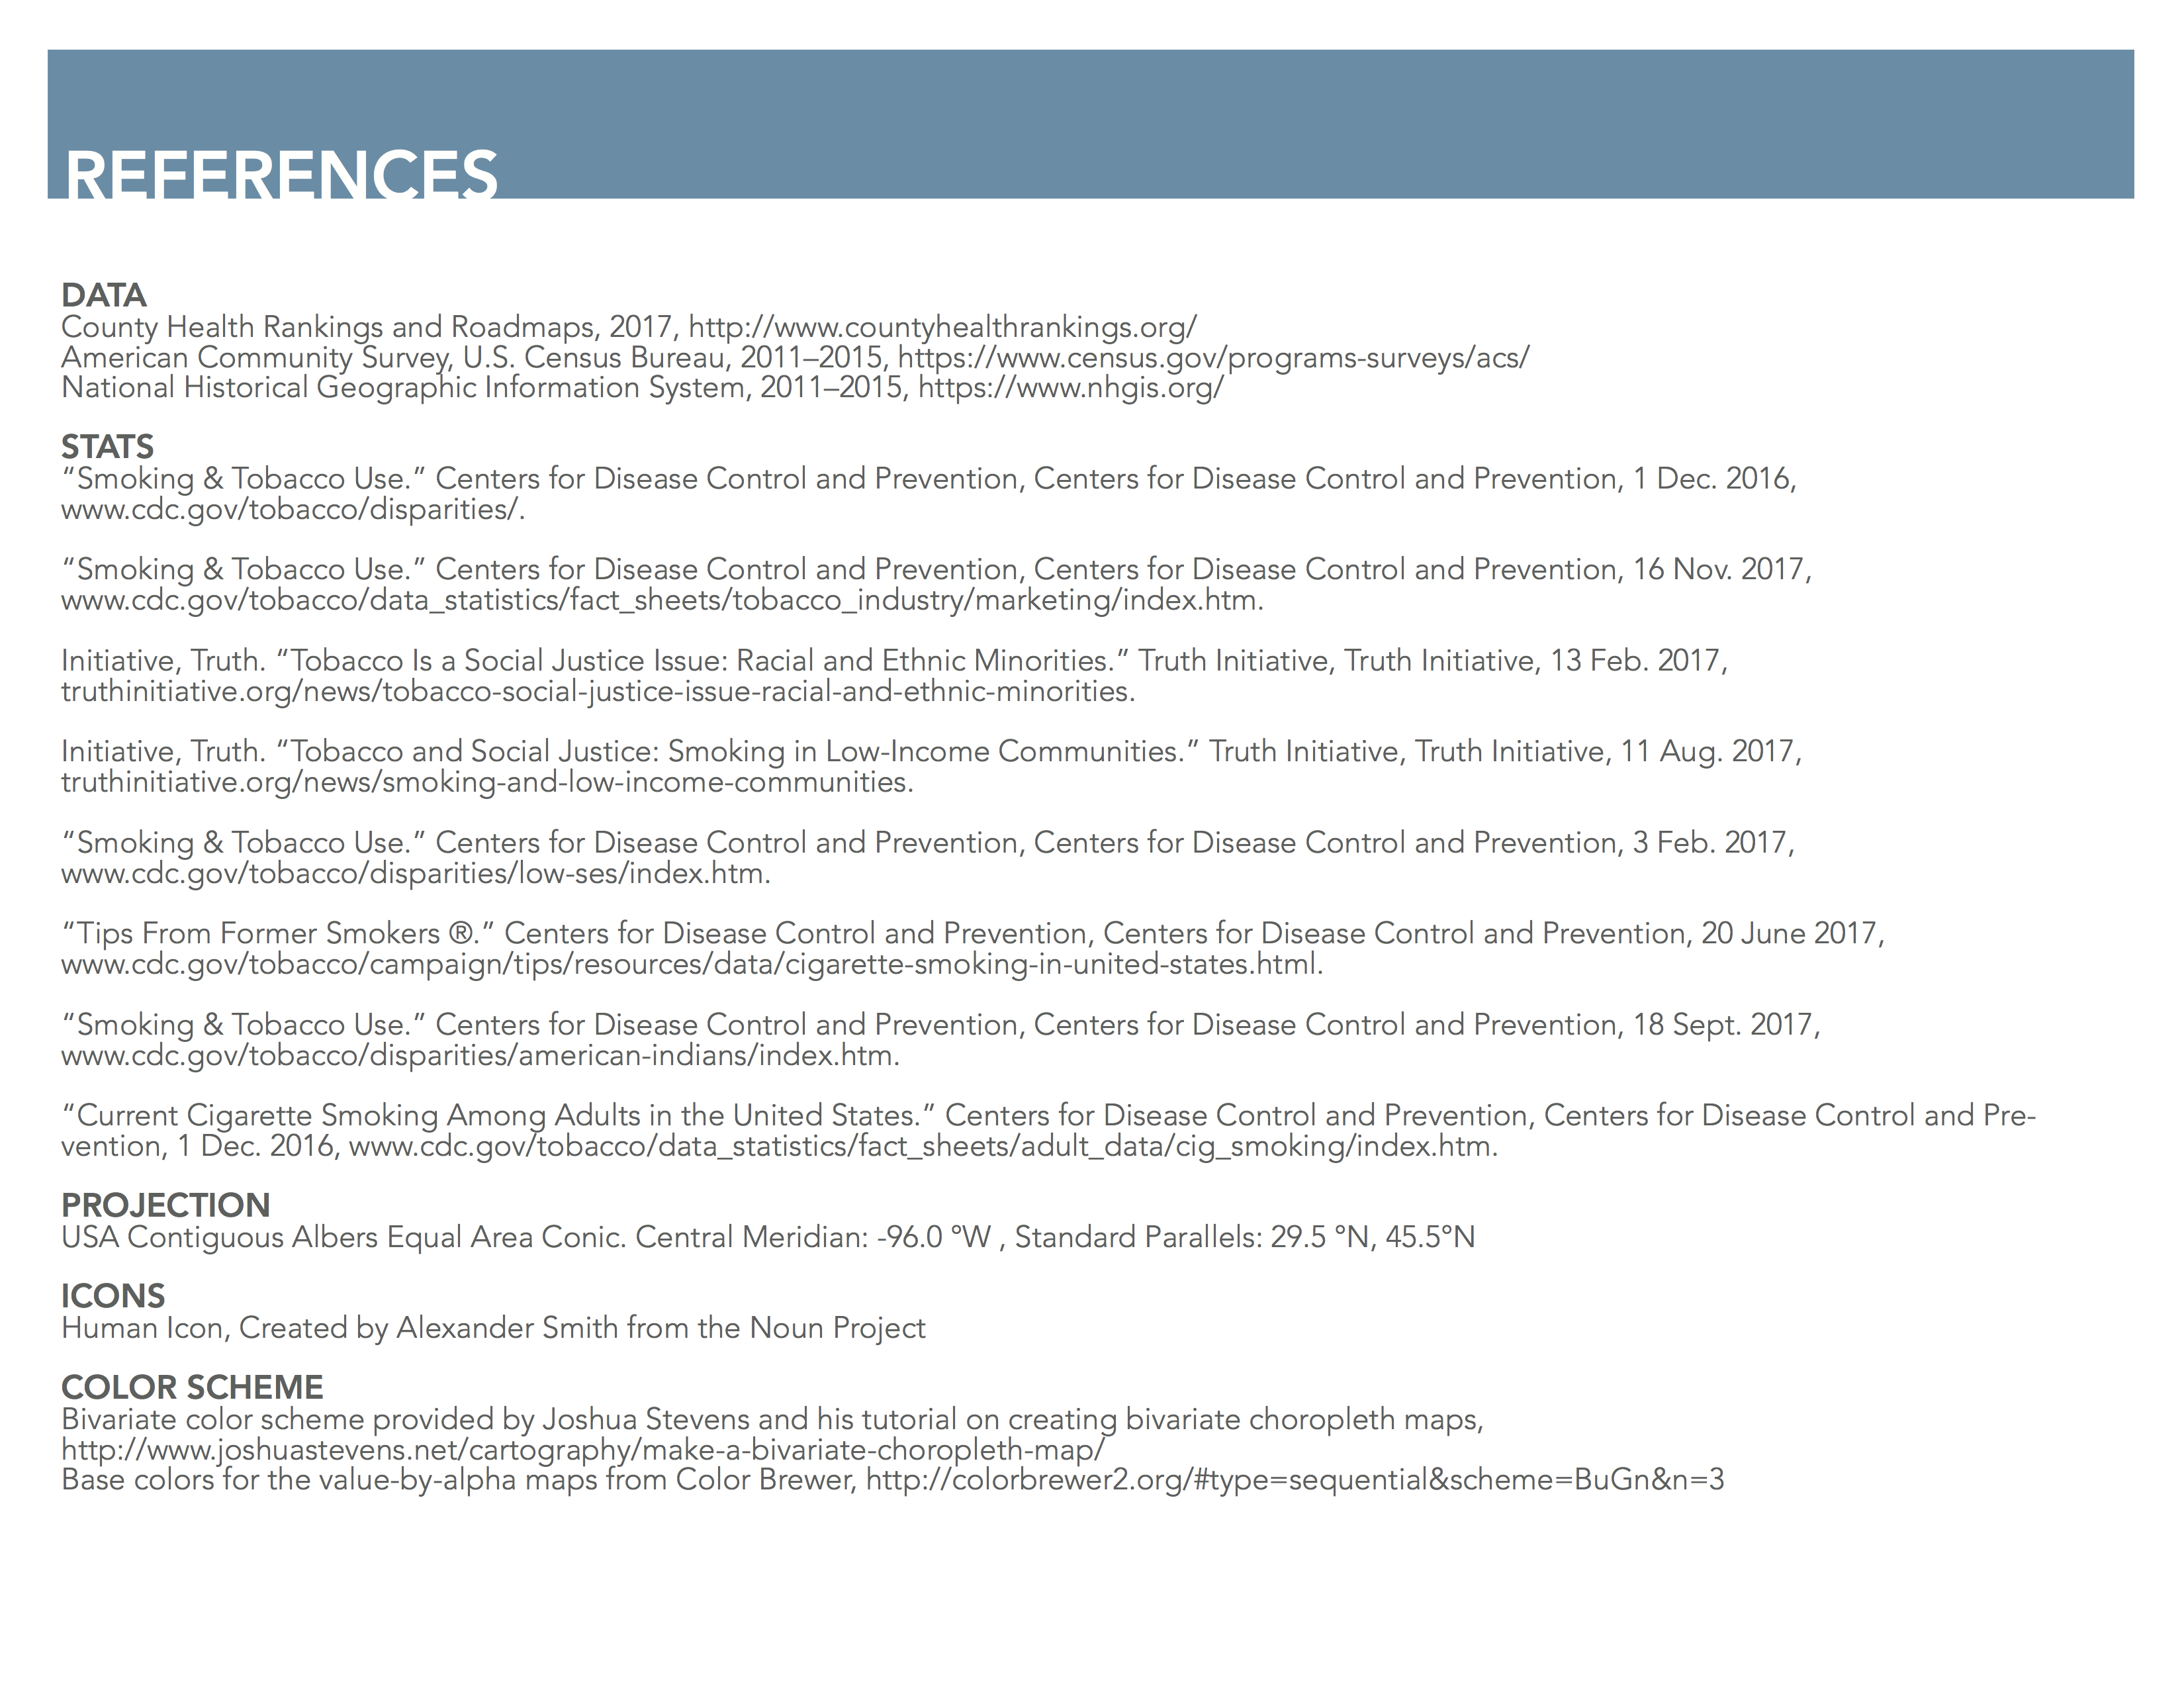 REFERENCES
DATA
County Health Rankings and Roadmaps, 2017, http://www.countyhealthrankings.org/
American Community Survey, U.S. Census Bureau, 2011–2015, https://www.census.gov/programs-surveys/acs/
National Historical Geographic Information System, 2011–2015, https://www.nhgis.org/
STATS
“Smoking & Tobacco Use.” Centers for Disease Control and Prevention, Centers for Disease Control and Prevention, 1 Dec. 2016,
www.cdc.gov/tobacco/disparities/.
“Smoking & Tobacco Use.” Centers for Disease Control and Prevention, Centers for Disease Control and Prevention, 16 Nov. 2017,
www.cdc.gov/tobacco/data_statistics/fact_sheets/tobacco_industry/marketing/index.htm.
Initiative, Truth. “Tobacco Is a Social Justice Issue: Racial and Ethnic Minorities.” Truth Initiative, Truth Initiative, 13 Feb. 2017,
truthinitiative.org/news/tobacco-social-justice-issue-racial-and-ethnic-minorities.
Initiative, Truth. “Tobacco and Social Justice: Smoking in Low-Income Communities.” Truth Initiative, Truth Initiative, 11 Aug. 2017,
truthinitiative.org/news/smoking-and-low-income-communities.
“Smoking & Tobacco Use.” Centers for Disease Control and Prevention, Centers for Disease Control and Prevention, 3 Feb. 2017,
www.cdc.gov/tobacco/disparities/low-ses/index.htm.
“Tips From Former Smokers ®.” Centers for Disease Control and Prevention, Centers for Disease Control and Prevention, 20 June 2017,
www.cdc.gov/tobacco/campaign/tips/resources/data/cigarette-smoking-in-united-states.html.
“Smoking & Tobacco Use.” Centers for Disease Control and Prevention, Centers for Disease Control and Prevention, 18 Sept. 2017,
www.cdc.gov/tobacco/disparities/american-indians/index.htm.
“Current Cigarette Smoking Among Adults in the United States.” Centers for Disease Control and Prevention, Centers for Disease Control and Pre-
vention, 1 Dec. 2016, www.cdc.gov/tobacco/data_statistics/fact_sheets/adult_data/cig_smoking/index.htm.
PROJECTION
USA Contiguous Albers Equal Area Conic. Central Meridian: -96.0 °W , Standard Parallels: 29.5 °N, 45.5°N
ICONS
Human Icon, Created by Alexander Smith from the Noun Project
COLOR SCHEME
Bivariate color scheme provided by Joshua Stevens and his tutorial on creating bivariate choropleth maps,
http://www.joshuastevens.net/cartography/make-a-bivariate-choropleth-map/
Base colors for the value-by-alpha maps from Color Brewer, http://colorbrewer2.org/#type=sequential&scheme=BuGn&n=3